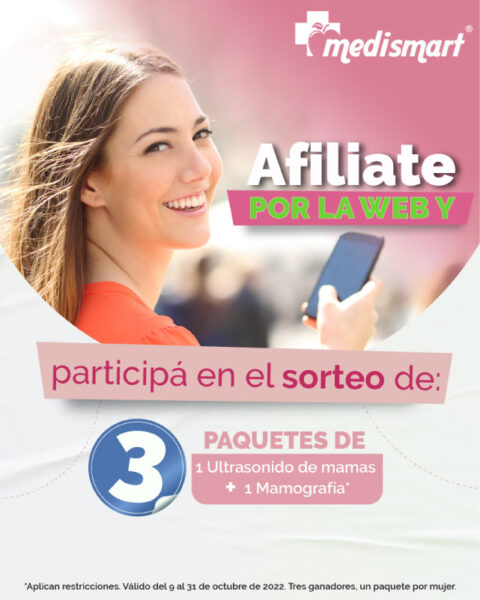 medismart®
Afiliate
POR LA WEB Y
participá en el sorteo de:
3
PAQUETES DE
1 Ultrasonido de mamas
+ 1 Mamografía*
*Aplican restricciones. Válido del 9 al 31 de octubre de 2022. Tres ganadores, un paquete por mujer.